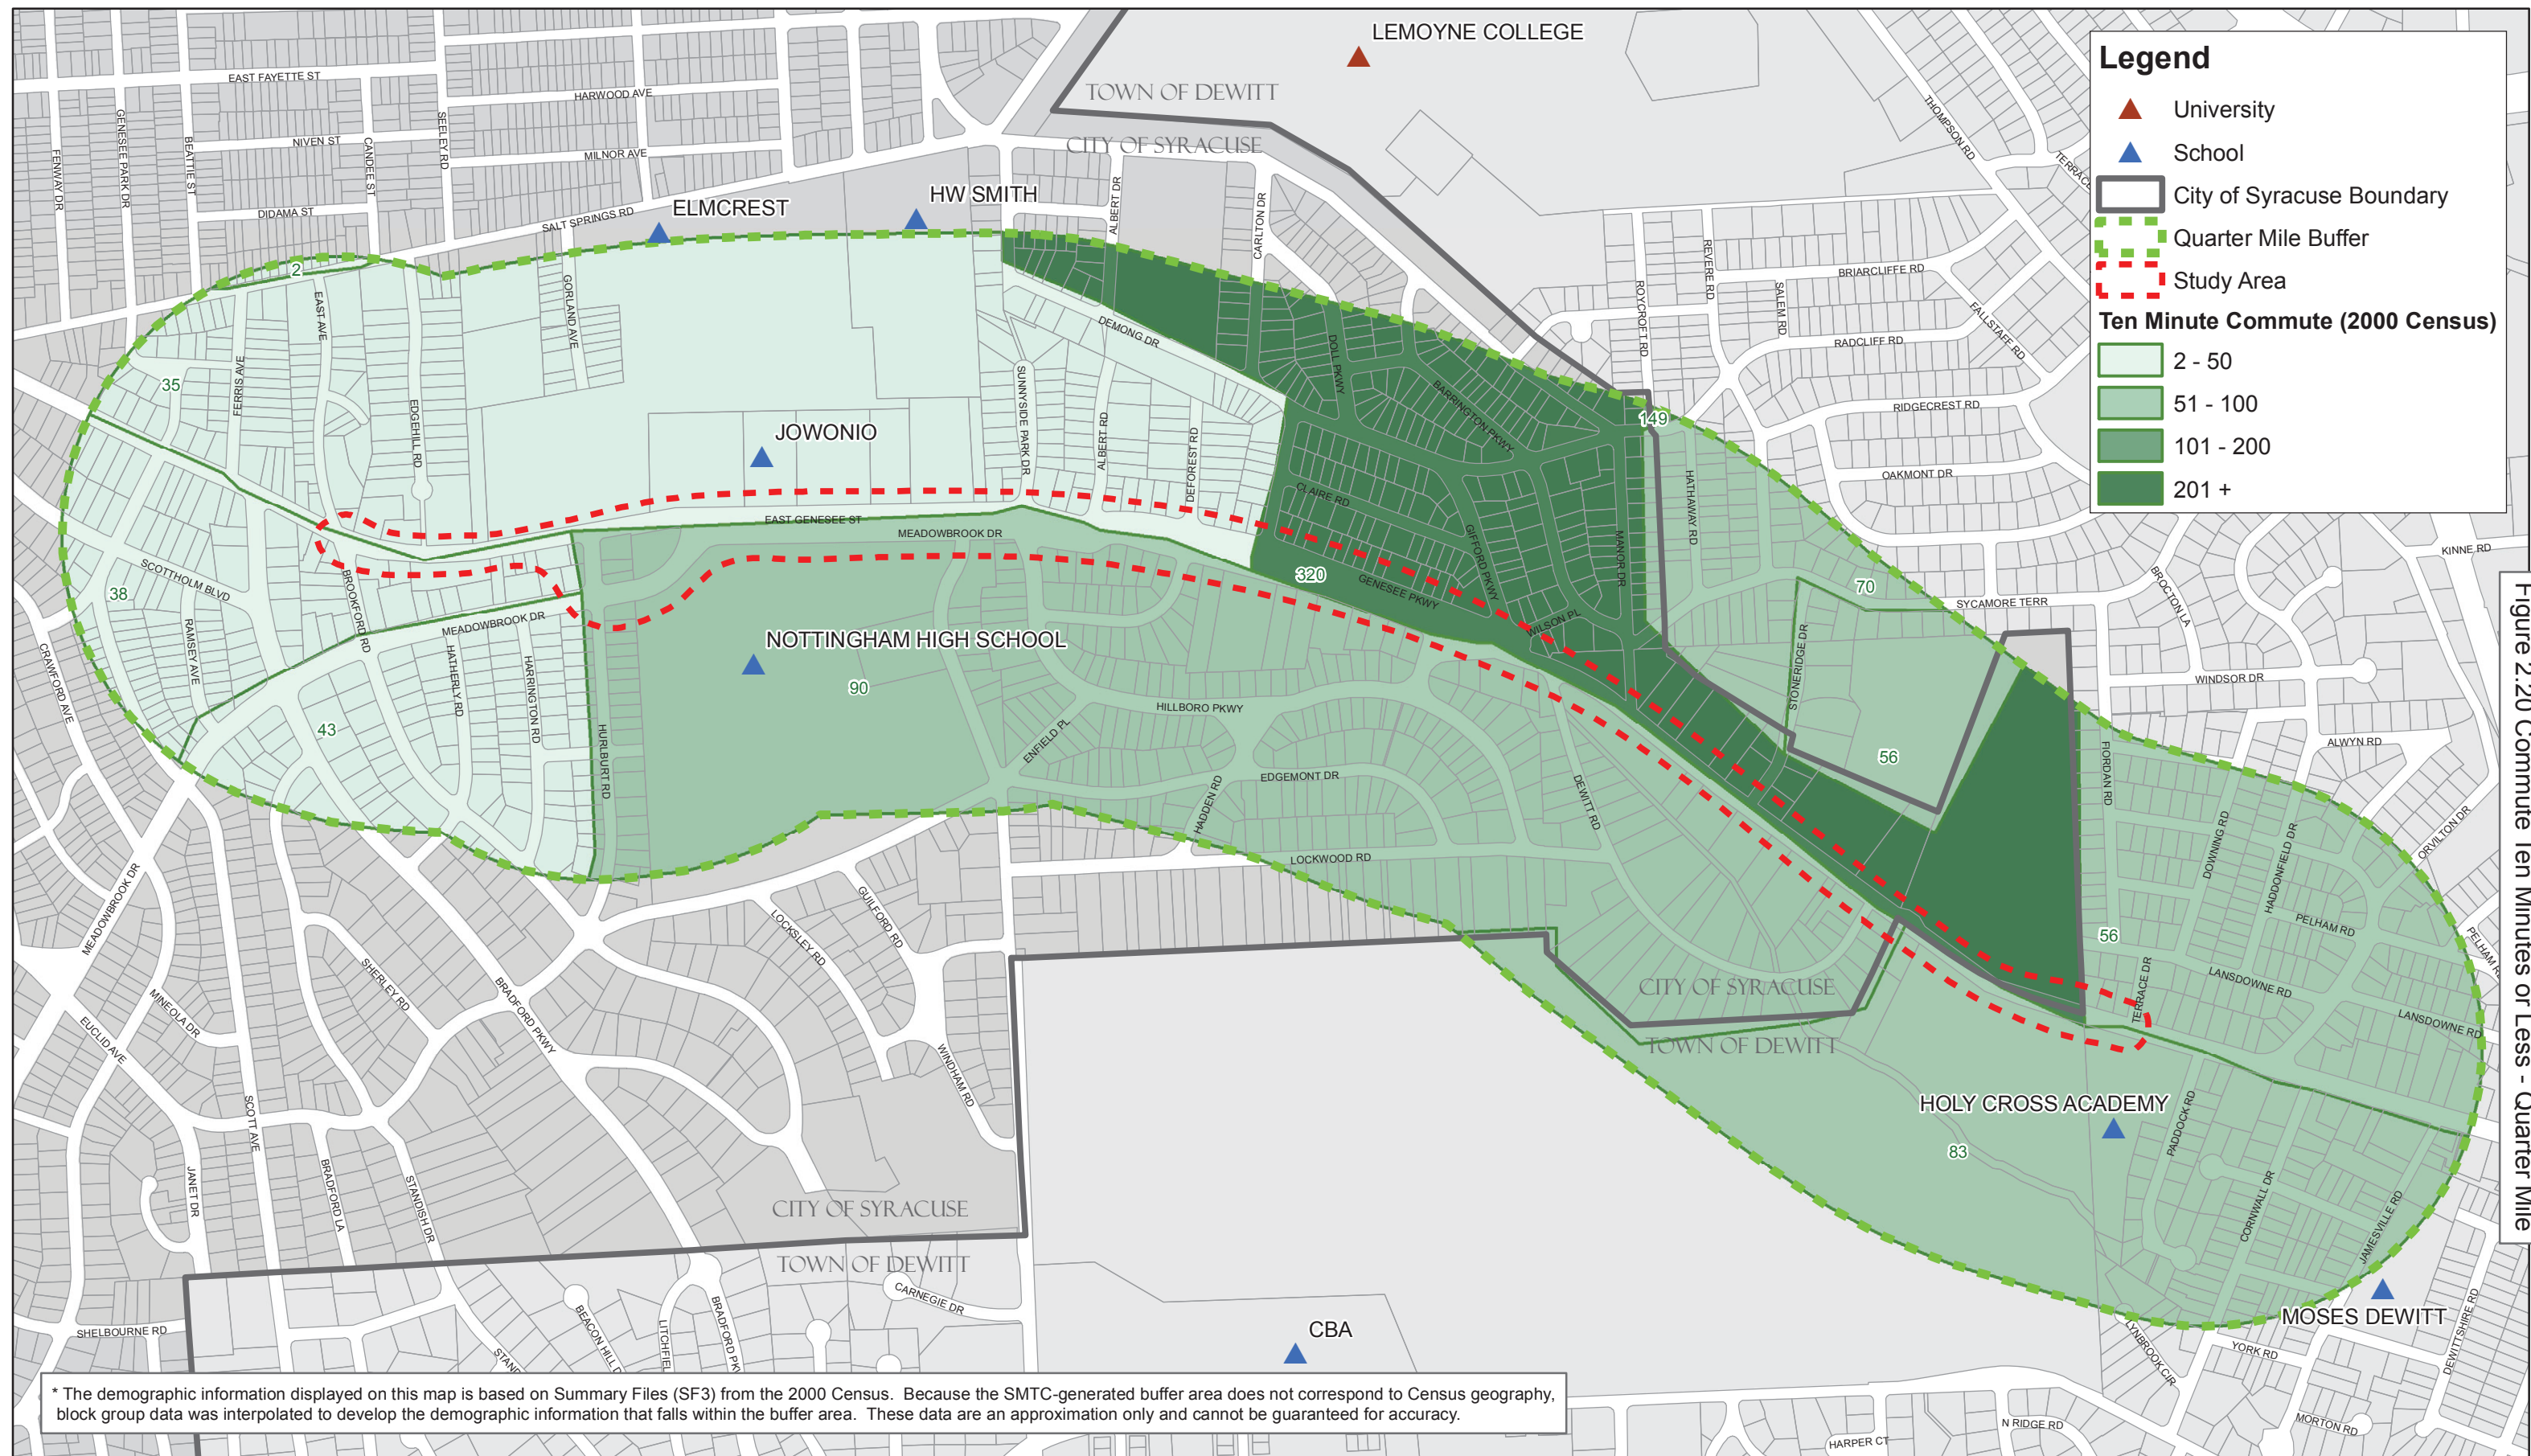 LEMOYNE COLLEGE
TOWN OF DEWITT
CITY OF SYRACUSE
Legend
University
School
City of Syracuse Boundary
Quarter Mile Buffer
Study Area
Ten Minute Commute (2000 Census)
2 - 50
51 - 100
101 - 200
201 +
EAST FAYETTE ST
HARWOOD AVE
NIVEN ST
MILNOR AVE
DIDAMA ST
SALT SPRINGS RD
FENWAY DR
GENESEE PARK DR
BEATTIE ST
CANDEE ST
SEELEY RD
ELMCREST
HW SMITH
ALBERT DR
CARLTON DR
THOMPSON RD
ROYCROFT RD
REVERE RD
SALEM RD
BRIARCLIFFE RD
FALLSTAFF RD
RADCLIFF RD
RIDGECREST RD
OAKMONT DR
KINNE RD
BROCTON LA
SYCAMORE TERR
WINDSOR DR
ALWYN RD
ORVILTON DR
2
35
FERRIS AVE
EAST AVE
EDGEHILL RD
GORLAND AVE
JOWONIO
DEMONG DR
SUNNYSIDE PARK DR
ALBERT RD
DEFOREST RD
DOLL PKWY
BARRINGTON PKWY
CLAIRE RD
GIFFORD PKWY
MANOR DR
HATHAWAY RD
149
70
320
GENESEE PKWY
WILSON PL
STONERIDGE DR
56
EAST GENESEE ST
MEADOWBROOK DR
NOTTINGHAM HIGH SCHOOL
90
38
SCOTTHOLM BLVD
RAMSEY AVE
BROOKFORD RD
MEADOWBROOK DR
HATHERLY RD
HARRINGTON RD
HURLBURT RD
43
CRAWFORD AVE
HILLBORO PKWY
ENFIELD PL
EDGEMONT DR
HADDEN RD
DEWITT RD
LOCKWOOD RD
FIORDAN RD
DOWNING RD
HADDONFIELD DR
PELHAM RD
PELHAM RD
56
TERRACE DR
LANSDOWNE RD
LANSDOWNE RD
MEADOWBROOK DR
GUILFORD RD
LOCKSLEY RD
SHERLEY RD
BRADFORD PKWY
MINEOLA DR
EUCLID AVE
SCOTT AVE
WINDHAM RD
JANET DR
BRADFORD LA
STANDISH DR
CITY OF SYRACUSE
TOWN OF DEWITT
CITY OF SYRACUSE
TOWN OF DEWITT
HOLY CROSS ACADEMY
83
PADDOCK RD
CORNWALL DR
JAMESVILLE RD
MOSES DEWITT
DEWITTSHIRE RD
LYNBROOK CIR
YORK RD
MORTON RD
N RIDGE RD
HARPER CT
CARNEGIE DR
SHELBOURNE RD
BEACON HILL D
LITCHFIEL
BRADFORD PK
STAND
CBA
* The demographic information displayed on this map is based on Summary Files (SF3) from the 2000 Census. Because the SMTC-generated buffer area does not correspond to Census geography,
block group data was interpolated to develop the demographic information that falls within the buffer area. These data are an approximation only and cannot be guaranteed for accuracy.
Figure 2.20 Commute Ten Minutes or Less - Quarter Mile